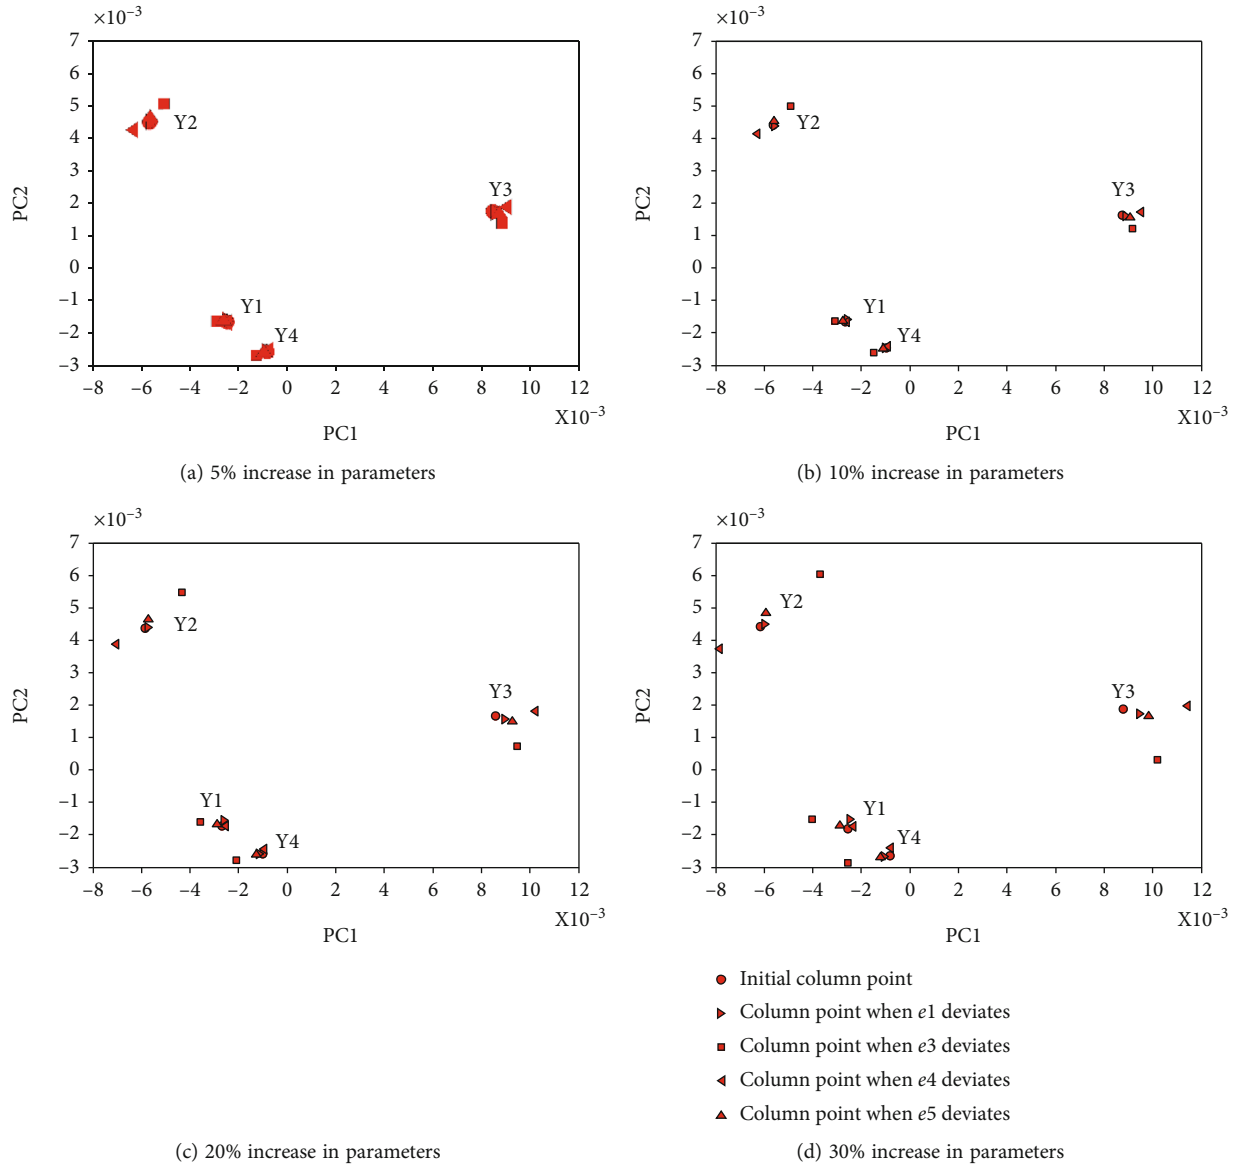 ×10⁻³
7
6
5
4
3
2
1
0
−1
−2
−3
PC2
Y2
Y3
Y1
Y4
−8 −6 −4 −2 0 2 4 6 8 10 12
X10⁻³
PC1
(a) 5% increase in parameters
×10⁻³
7
6
5
4
3
2
1
0
−1
−2
−3
PC2
Y2
Y3
Y1
Y4
−8 −6 −4 −2 0 2 4 6 8 10 12
X10⁻³
PC1
(b) 10% increase in parameters
×10⁻³
7
6
5
4
3
2
1
0
−1
−2
−3
PC2
Y2
Y3
Y1
Y4
−8 −6 −4 −2 0 2 4 6 8 10 12
X10⁻³
PC1
(c) 20% increase in parameters
×10⁻³
7
6
5
4
3
2
1
0
−1
−2
−3
PC2
Y2
Y3
Y1
Y4
−8 −6 −4 −2 0 2 4 6 8 10 12
X10⁻³
PC1
Initial column point
Column point when e1 deviates
Column point when e3 deviates
Column point when e4 deviates
Column point when e5 deviates
(d) 30% increase in parameters